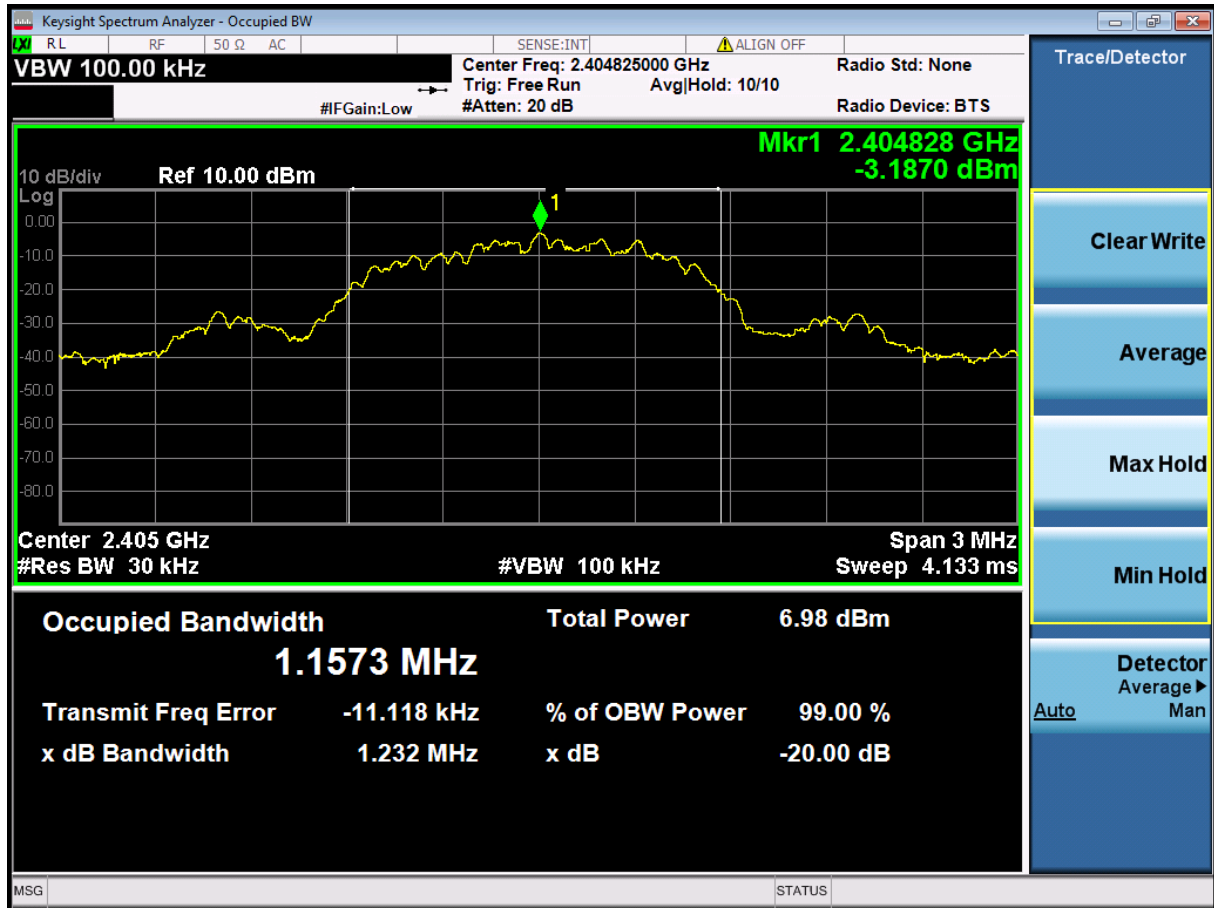 Keysight Spectrum Analyzer - Occupied BW
LXI RL RF 50 Ω AC SENSE:INT ALIGN OFF
VBW 100.00 kHz
Center Freq: 2.404825000 GHz
Radio Std: None
Trig: Free Run Avg|Hold: 10/10
#IFGain:Low
#Atten: 20 dB
Radio Device: BTS
Mkr1 2.404828 GHz
-3.1870 dBm
10 dB/div Ref 10.00 dBm
Log
1
0.00
-10.0
-20.0
-30.0
-40.0
-50.0
-60.0
-70.0
-80.0
Center 2.405 GHz Span 3 MHz
#Res BW 30 kHz #VBW 100 kHz Sweep 4.133 ms
Occupied Bandwidth Total Power 6.98 dBm
1.1573 MHz
Transmit Freq Error -11.118 kHz % of OBW Power 99.00 %
x dB Bandwidth 1.232 MHz x dB -20.00 dB
MSG STATUS
Trace/Detector
Clear Write
Average
Max Hold
Min Hold
Detector
Average
Auto Man